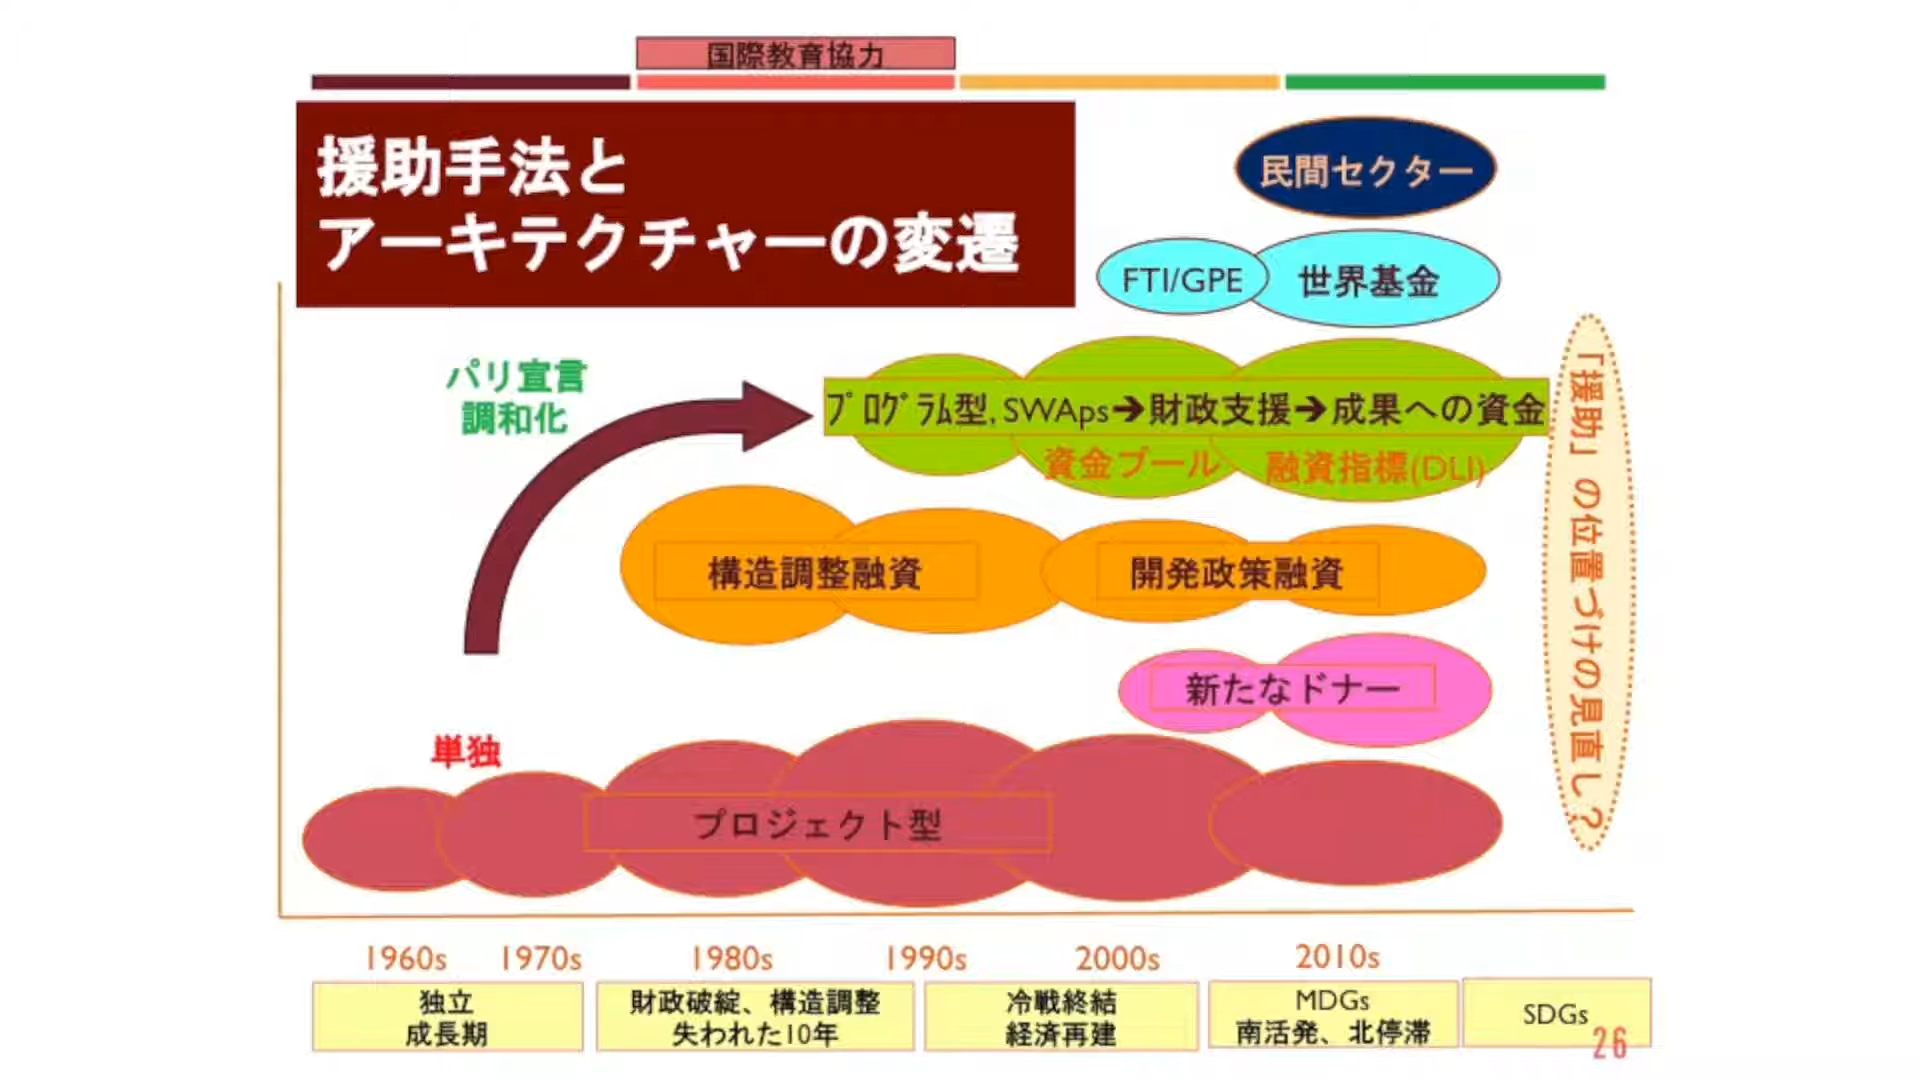 国際教育協力
援助手法と
アーキテクチャーの変遷
民間セクター
FTI/GPE
世界基金
パリ宣言
調和化
ﾌﾟﾛｸﾞﾗﾑ型, SWAps➔財政支援➔成果への資金
資金プール
融資指標(DLI)
構造調整融資
開発政策融資
新たなドナー
単独
プロジェクト型
「援助」の位置づけの見直し?
1960s
1970s
1980s
1990s
2000s
2010s
独立
成長期
財政破綻、構造調整
失われた10年
冷戦終結
経済再建
MDGs
南活発、北停滞
SDGs
26